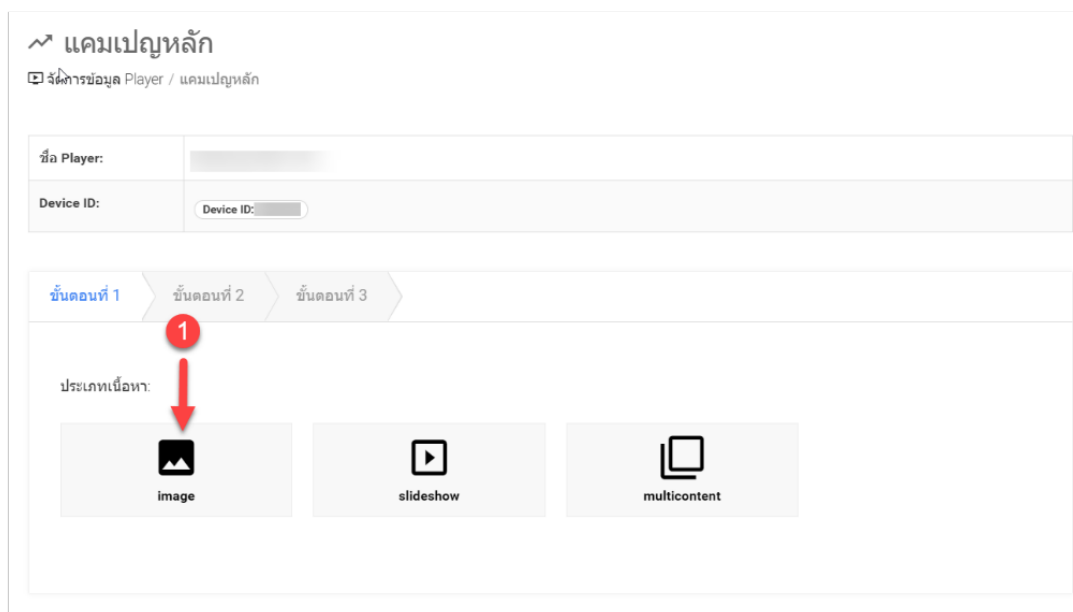 แคมเปญหลัก
จัดการข้อมูล Player / แคมเปญหลัก
ชื่อ Player:
Device ID:
Device ID:
ขั้นตอนที่ 1
ขั้นตอนที่ 2
ขั้นตอนที่ 3
1
ประเภทเนื้อหา:
image
slideshow
multicontent